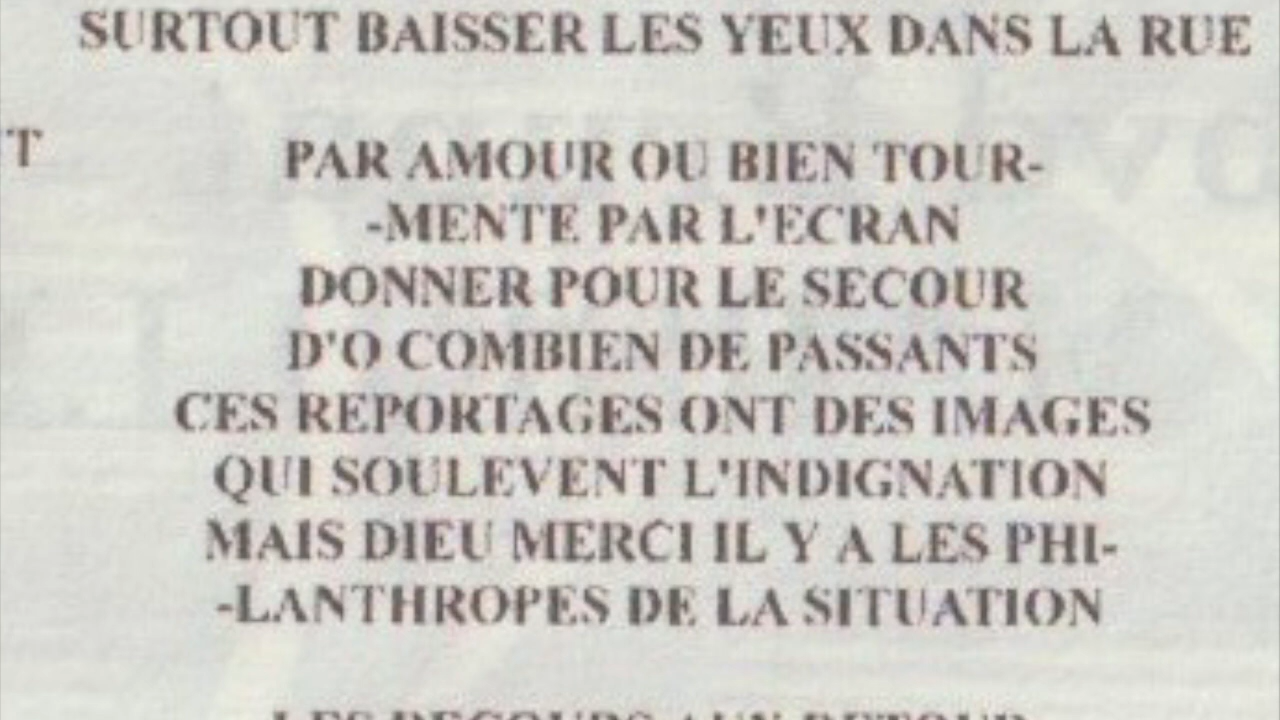 SURTOUT BAISSER LES YEUX DANS LA RUE
T
PAR AMOUR OU BIEN TOUR-
-MENTE PAR L'ECRAN
DONNER POUR LE SECOUR
D'O COMBIEN DE PASSANTS
CES REPORTAGES ONT DES IMAGES
QUI SOULEVENT L'INDIGNATION
MAIS DIEU MERCI IL Y A LES PHI-
-LANTHROPES DE LA SITUATION